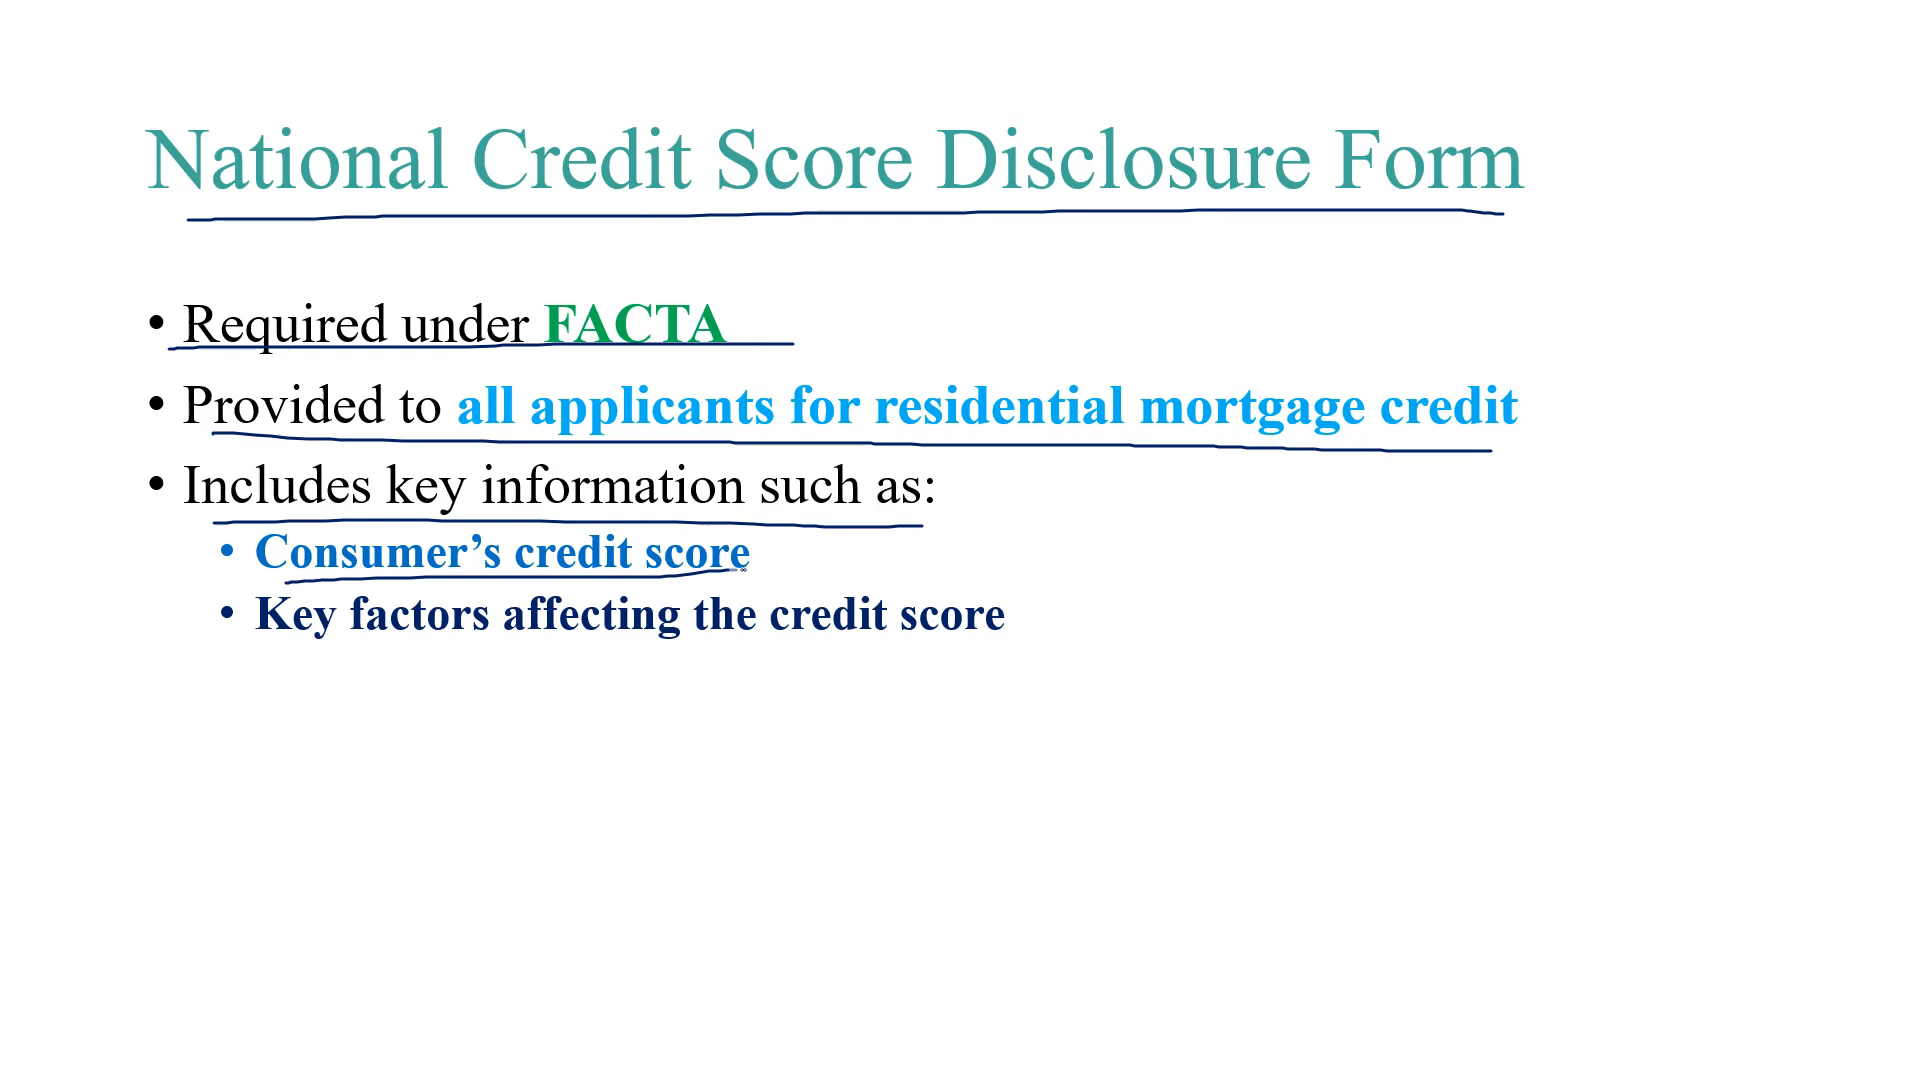 National Credit Score Disclosure Form
• Required under FACTA
• Provided to all applicants for residential mortgage credit
• Includes key information such as:
• Consumer’s credit score
• Key factors affecting the credit score